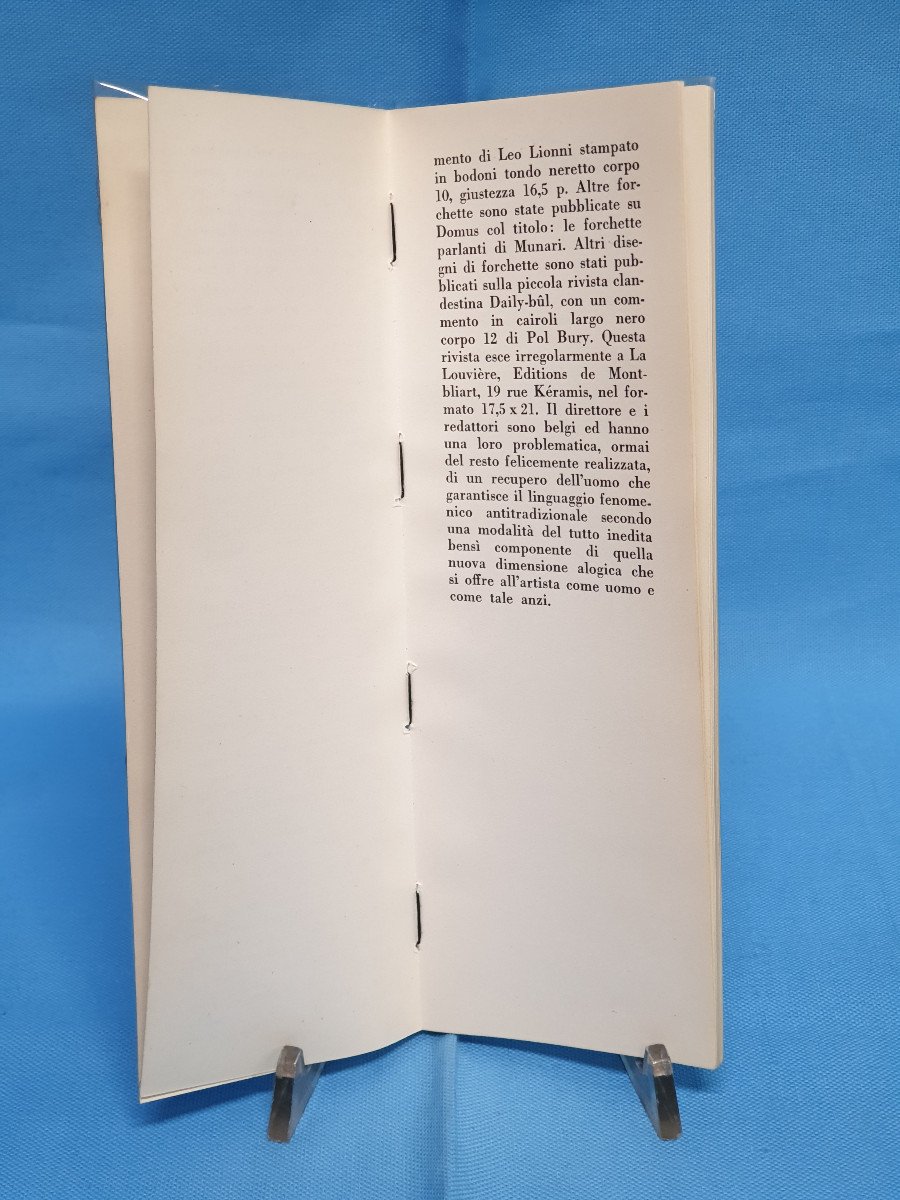 mento di Leo Lionni stampato
in bodoni tondo neretto corpo
10, giustezza 16,5 p. Altre for-
chette sono state pubblicate su
Domus col titolo: le forchette
parlanti di Munari. Altri dise-
gni di forchette sono stati pub-
blicati sulla piccola rivista clan-
destina Daily-bûl, con un com-
mento in cairoli largo nero
corpo 12 di Pol Bury. Questa
rivista esce irregolarmente a La
Louvière, Editions de Mont-
bliart, 19 rue Kéramis, nel for-
mato 17,5 x 21. Il direttore e i
redattori sono belgi ed hanno
una loro problematica, ormai
del resto felicemente realizzata,
di un recupero dell'uomo che
garantisce il linguaggio fenome-
nico antitradizionale secondo
una modalità del tutto inedita
bensì componente di quella
nuova dimensione alogica che
si offre all'artista come uomo e
come tale anzi.